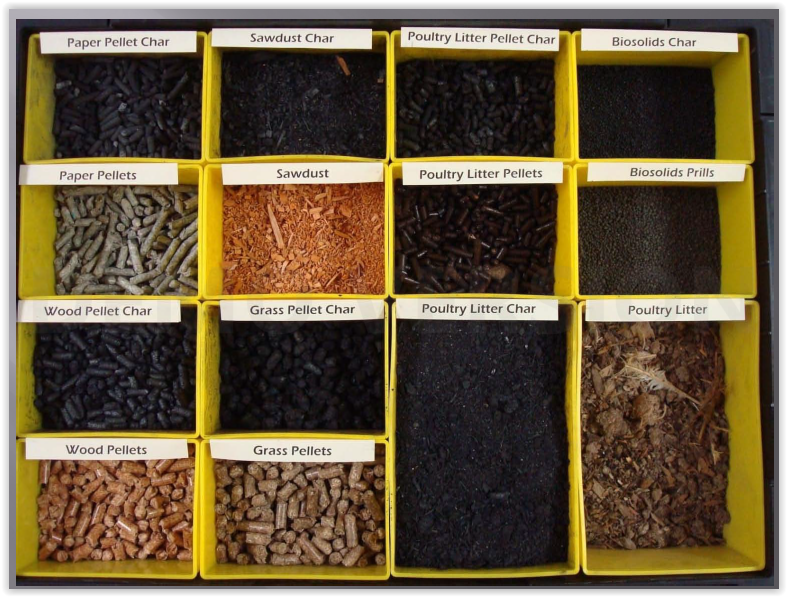 Paper Pellet Char
Sawdust Char
Poultry Litter Pellet Char
Biosolids Char
Paper Pellets
Sawdust
Poultry Litter Pellets
Biosolids Prills
Wood Pellet Char
Grass Pellet Char
Poultry Litter Char
Poultry Litter
Wood Pellets
Grass Pellets